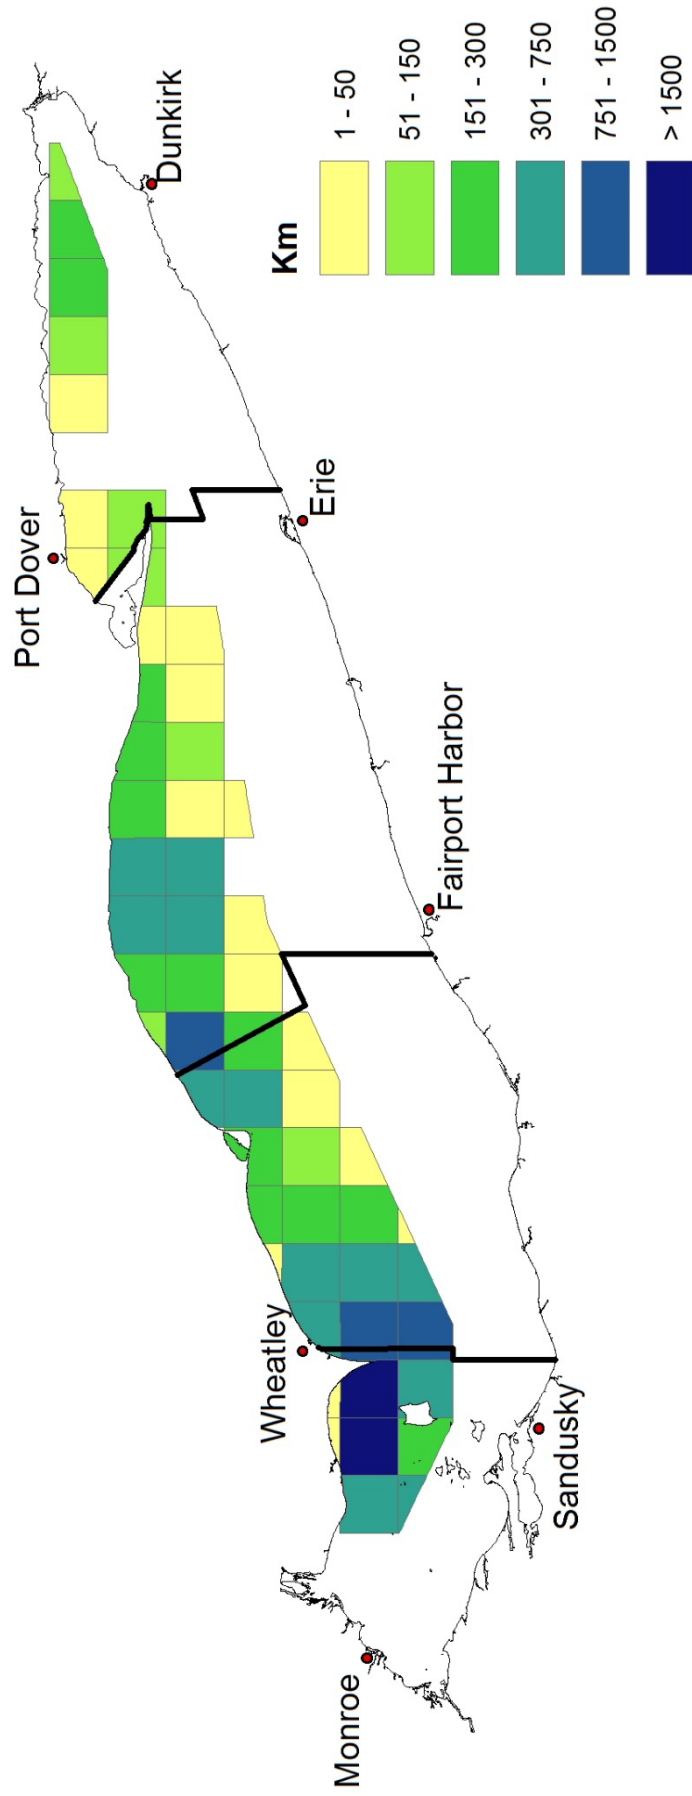 Port Dover
Dunkirk
Erie
Wheatley
Fairport Harbor
Monroe
Sandusky
Km
1 - 50
51 - 150
151 - 300
301 - 750
751 - 1500
> 1500